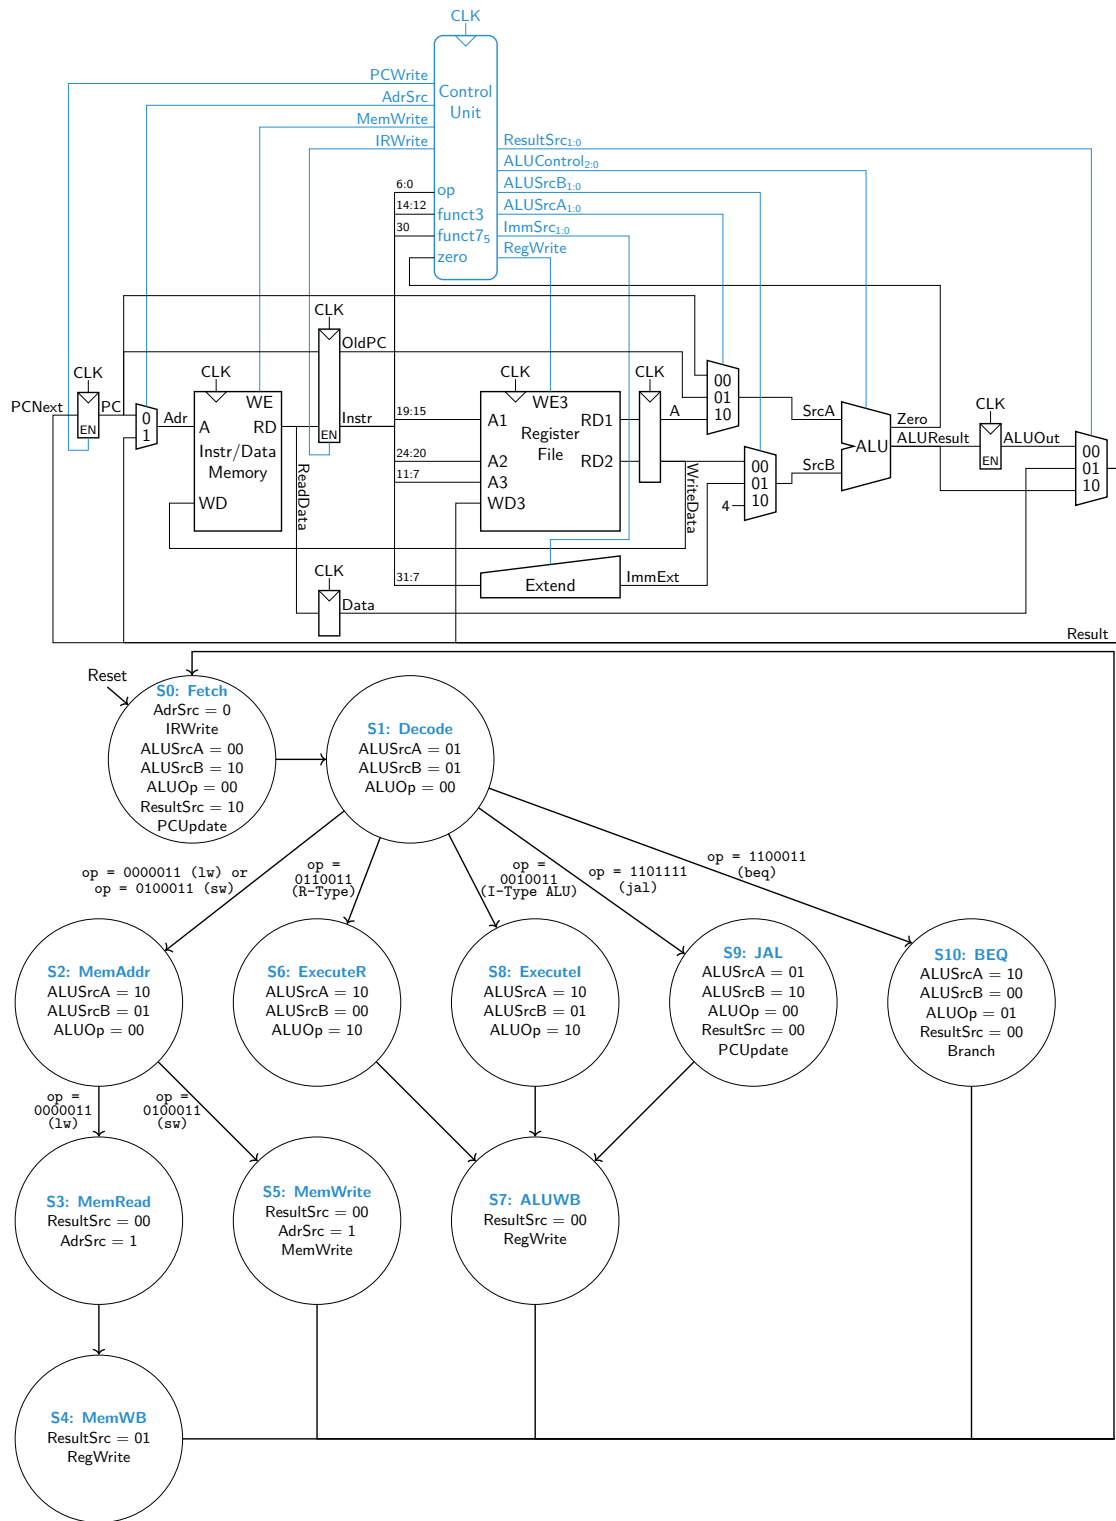 CLK
PCWrite
AdrSrc
MemWrite
IRWrite
Control
Unit
ResultSrc1:0
ALUControl2:0
ALUSrcB1:0
ALUSrcA1:0
ImmSrc1:0
RegWrite
6:0
14:12
30
op
funct3
funct75
zero
CLK
OldPC
CLK
PCNext
PC
EN
0
1
Adr
CLK
WE
A
RD
Instr/Data
Memory
WD
ReadData
EN
Instr
19:15
24:20
11:7
31:7
CLK
WE3
A1
RD1
Register
File
A2
RD2
A3
WD3
CLK
A
WriteData
00
01
10
00
01
10
4
SrcA
SrcB
ALU
Zero
ALUResult
CLK
EN
ALUOut
00
01
10
Extend
ImmExt
CLK
Data
Result
Reset
S0: Fetch
AdrSrc = 0
IRWrite
ALUSrcA = 00
ALUSrcB = 10
ALUOp = 00
ResultSrc = 10
PCUpdate
S1: Decode
ALUSrcA = 01
ALUSrcB = 01
ALUOp = 00
op = 0000011 (lw) or
op = 0100011 (sw)
op =
0110011
(R-Type)
op =
0010011
(I-Type ALU)
op = 1101111
(jal)
op = 1100011
(beq)
S2: MemAddr
ALUSrcA = 10
ALUSrcB = 01
ALUOp = 00
S6: ExecuteR
ALUSrcA = 10
ALUSrcB = 00
ALUOp = 10
S8: ExecuteI
ALUSrcA = 10
ALUSrcB = 01
ALUOp = 10
S9: JAL
ALUSrcA = 01
ALUSrcB = 10
ALUOp = 00
ResultSrc = 00
PCUpdate
S10: BEQ
ALUSrcA = 10
ALUSrcB = 00
ALUOp = 01
ResultSrc = 00
Branch
op =
0000011
(lw)
op =
0100011
(sw)
S3: MemRead
ResultSrc = 00
AdrSrc = 1
S5: MemWrite
ResultSrc = 00
AdrSrc = 1
MemWrite
S7: ALUWB
ResultSrc = 00
RegWrite
S4: MemWB
ResultSrc = 01
RegWrite